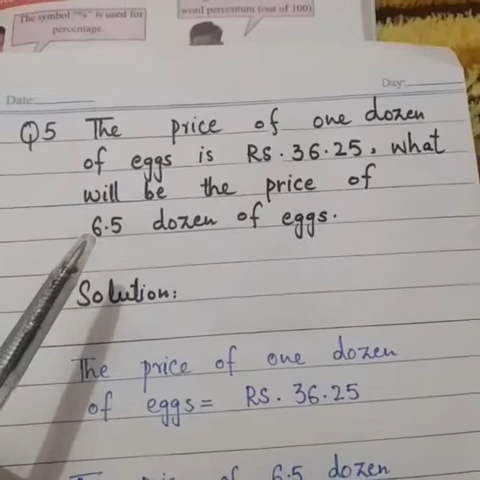 The symbol "%" is used for
percentage.
word percentum (out of 100)
Date:
Day:
Q5 The price of one dozen
of eggs is RS. 36.25, what
will be the price of
6.5 dozen of eggs.
Solution:
The price of one dozen
of eggs = RS. 36.25
of 6.5 dozen